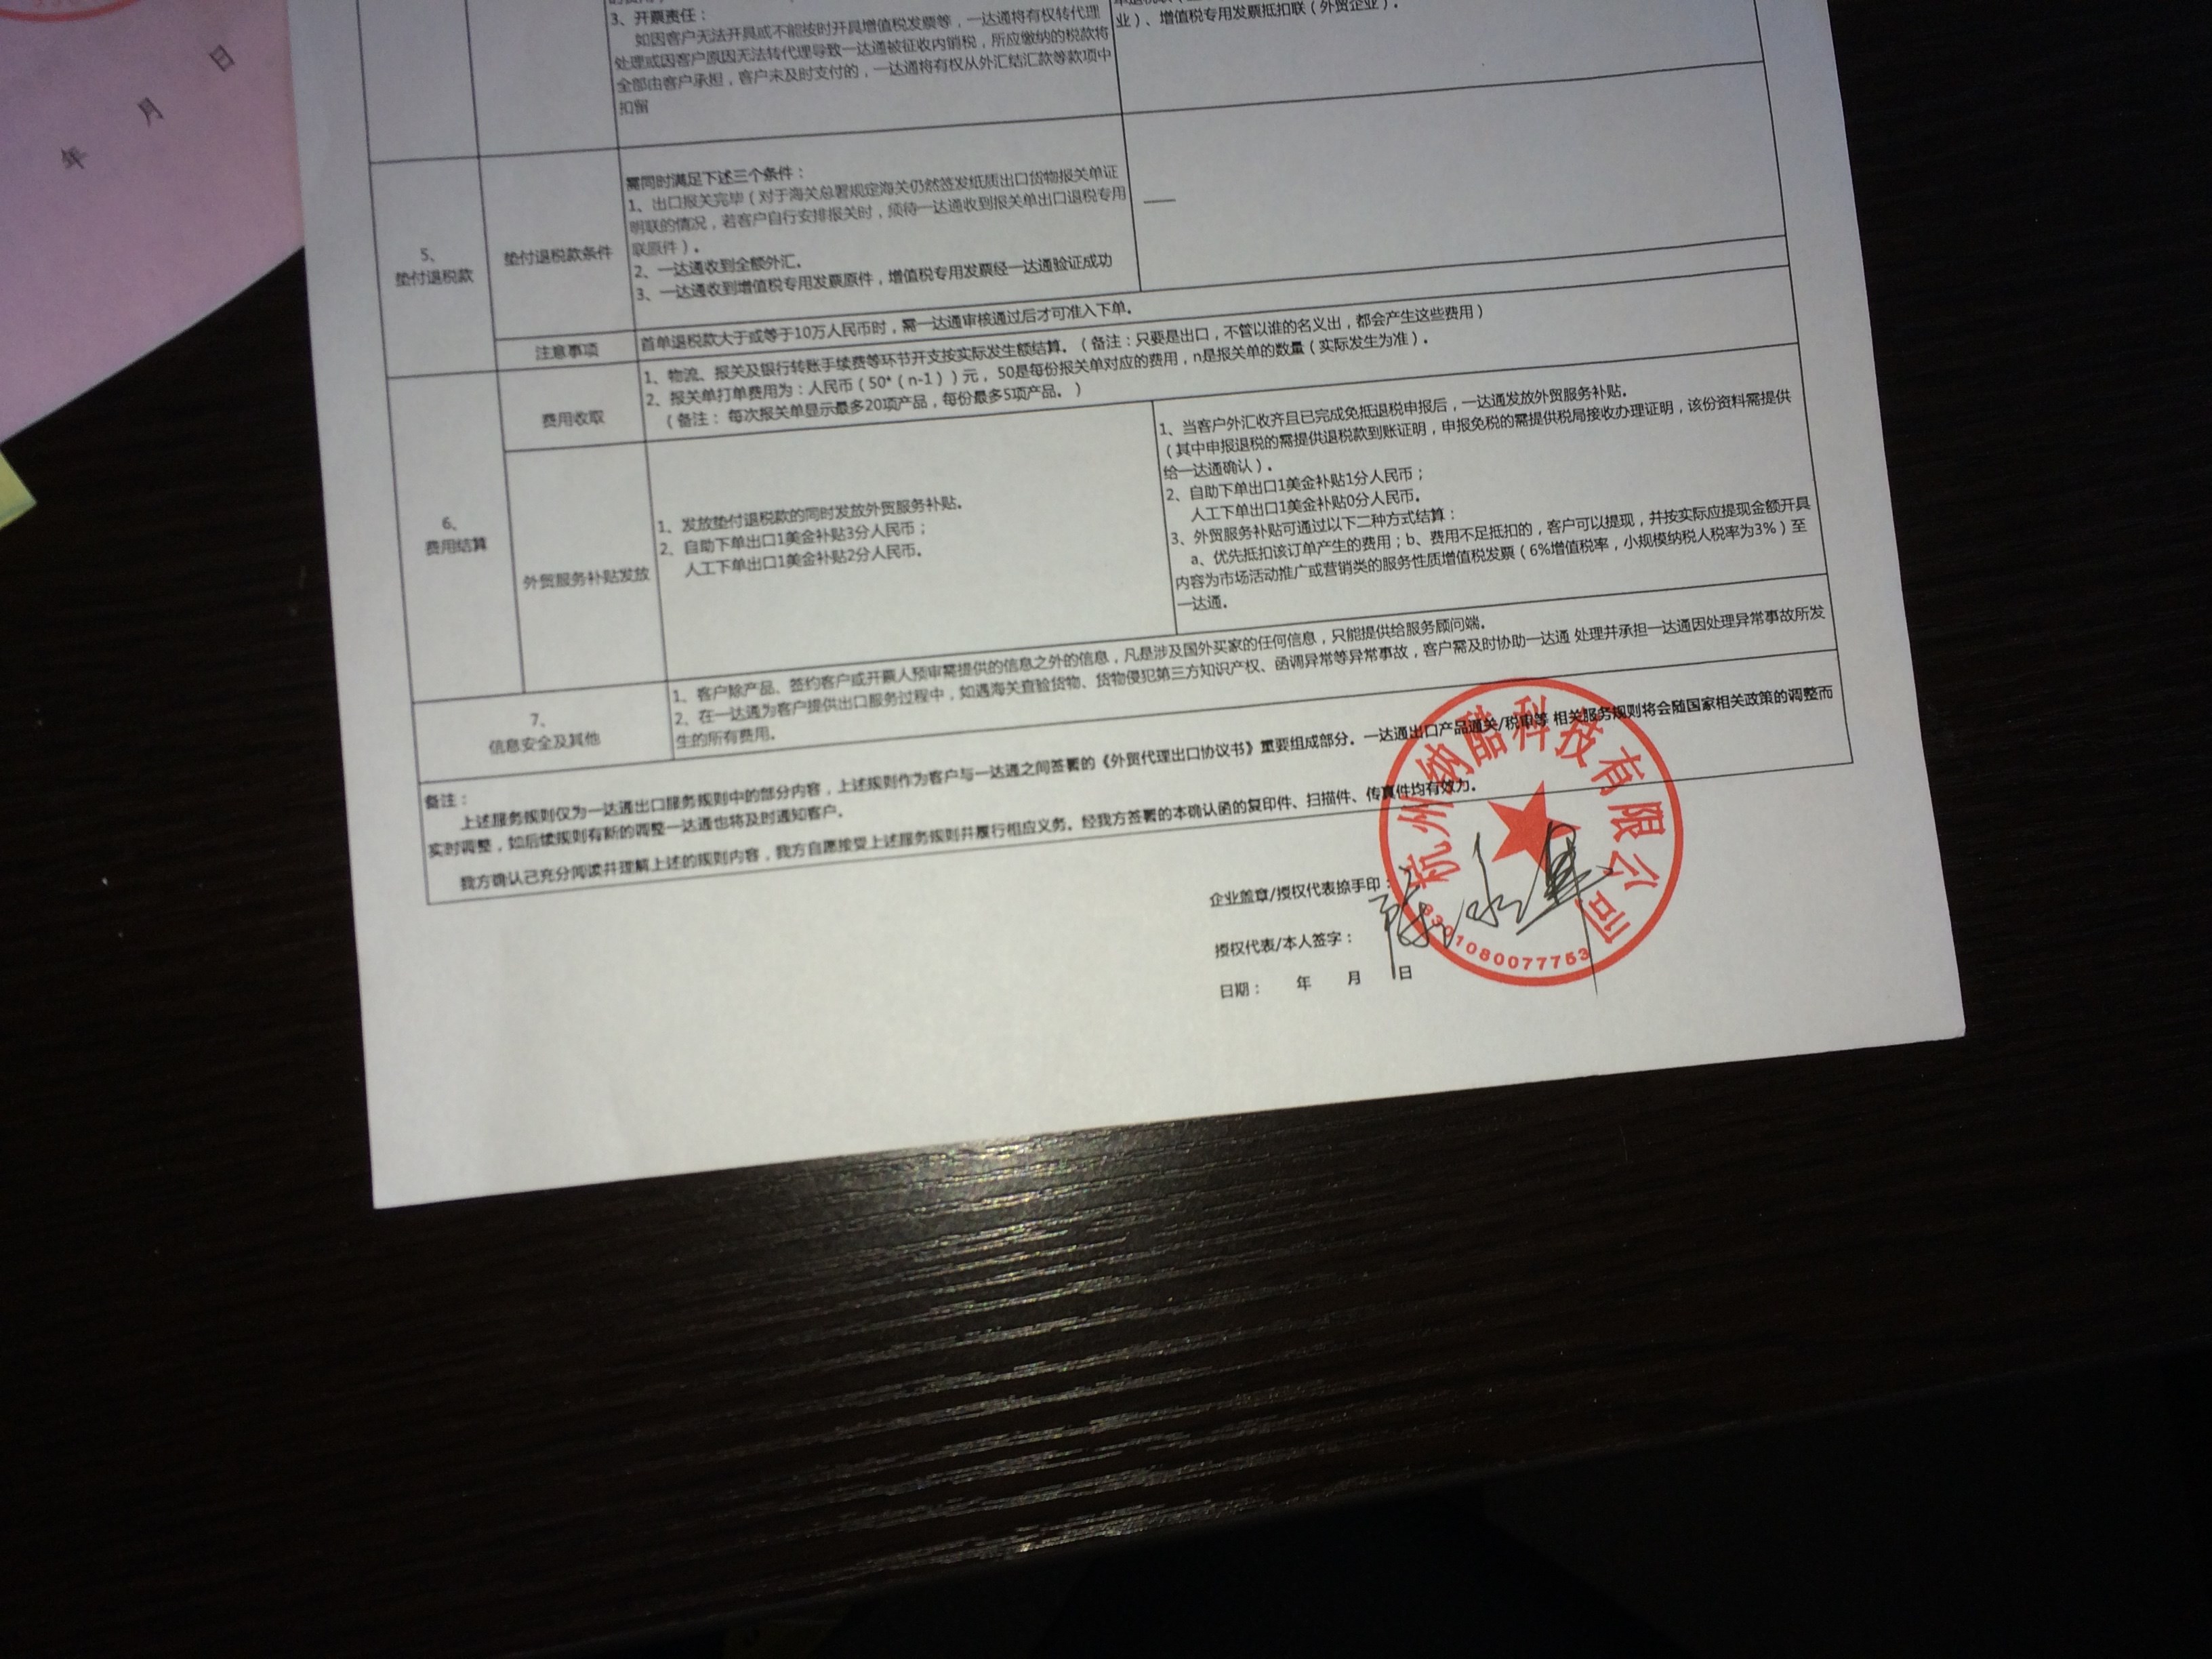 年 月 日
3、开票责任：
如因客户无法开具或不能按时开具增值税发票等，一达通将有权转代理
处理或因客户原因无法转代理导致一达通被征收内销税，所应缴纳的税款将
全部由客户承担，客户未及时支付的，一达通将有权从外汇结汇款等款项中
扣留
业）、增值税专用发票抵扣联（外贸企业）.
5、
垫付退税款
垫付退税款条件
需同时满足下述三个条件：
1、出口报关完毕（对于海关总署规定海关仍然签发纸质出口货物报关单证
明联的情况，若客户自行安排报关时，须待一达通收到报关单出口退税专用
联原件）。
2、一达通收到全额外汇。
3、一达通收到增值税专用发票原件，增值税专用发票经一达通验证成功
——
注意事项
首单退税款大于或等于10万人民币时，需一达通审核通过后才可准入下单.
6、
费用结算
费用收取
1、物流、报关及银行转账手续费等环节开支按实际发生额结算.（备注：只要是出口，不管以谁的名义出，都会产生这些费用）
2、报关单打单费用为：人民币（50*（n-1））元， 50是每份报关单对应的费用，n是报关单的数量（实际发生为准）.
（备注： 每次报关单显示最多20项产品，每份最多5项产品。）
外贸服务补贴发放
1、发放垫付退税款的同时发放外贸服务补贴。
2、自助下单出口1美金补贴3分人民币；
人工下单出口1美金补贴2分人民币.
1、当客户外汇收齐且已完成免抵退税申报后，一达通发放外贸服务补贴.
（其中申报退税的需提供退税款到账证明，申报免税的需提供税局接收办理证明，该份资料需提供
给一达通确认）.
2、自助下单出口1美金补贴1分人民币；
人工下单出口1美金补贴0分人民币.
3、外贸服务补贴可通过以下二种方式结算：
a、优先抵扣该订单产生的费用；b、费用不足抵扣的，客户可以提现，并按实际应提现金额开具
内容为市场活动推广或营销类的服务性质增值税发票（6%增值税率，小规模纳税人税率为3%）至
一达通.
7、
信息安全及其他
1、客户除产品、签约客户或开票人预审需提供的信息之外的信息，凡是涉及国外买家的任何信息，只能提供给服务顾问端.
2、在一达通为客户提供出口服务过程中，如遇海关查验货物、货物侵犯第三方知识产权、函调异常等异常事故，客户需及时协助一达通 处理并承担一达通因处理异常事故所发
生的所有费用.
备注：
上述服务规则仅为一达通出口服务规则中的部分内容，上述规则作为客户与一达通之间签署的《外贸代理出口协议书》重要组成部分. 一达通出口产品通关/税审等 相关服务规则将会随国家相关政策的调整而
实时调整，如后续规则有新的调整一达通也将及时通知客户.
我方确认已充分阅读并理解上述的规则内容，我方自愿接受上述服务规则并履行相应义务. 经我方签署的本确认函的复印件、扫描件、传真件均有效力.
企业盖章/授权代表捺手印：
授权代表/本人签字：
日期： 年 月 日
杭州纳酷科技有限公司
3301080077753